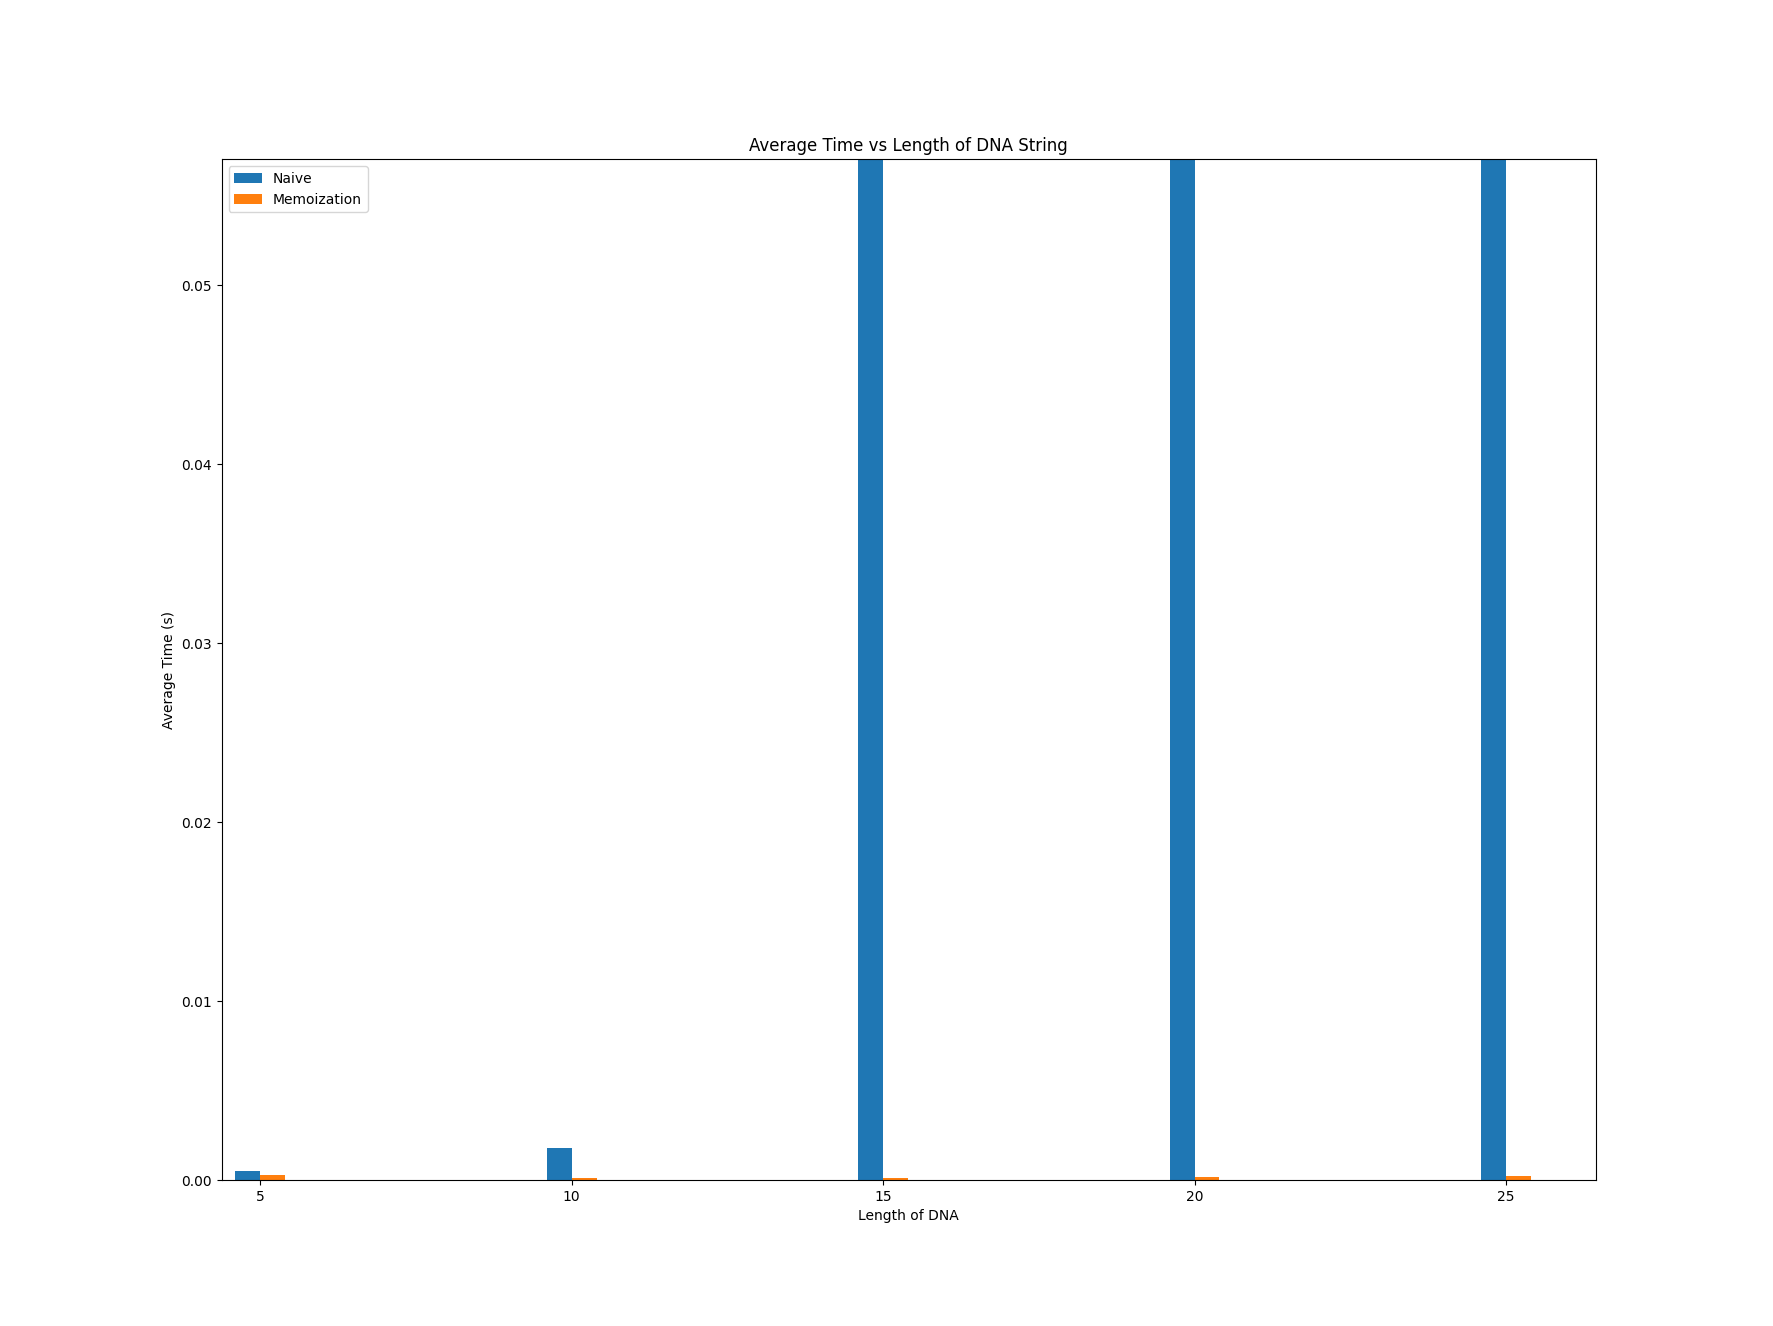 Average Time vs Length of DNA String
Naive
Memoization
0.05
0.04
0.03
0.02
0.01
0.00
Average Time (s)
5 10 15 20 25
Length of DNA